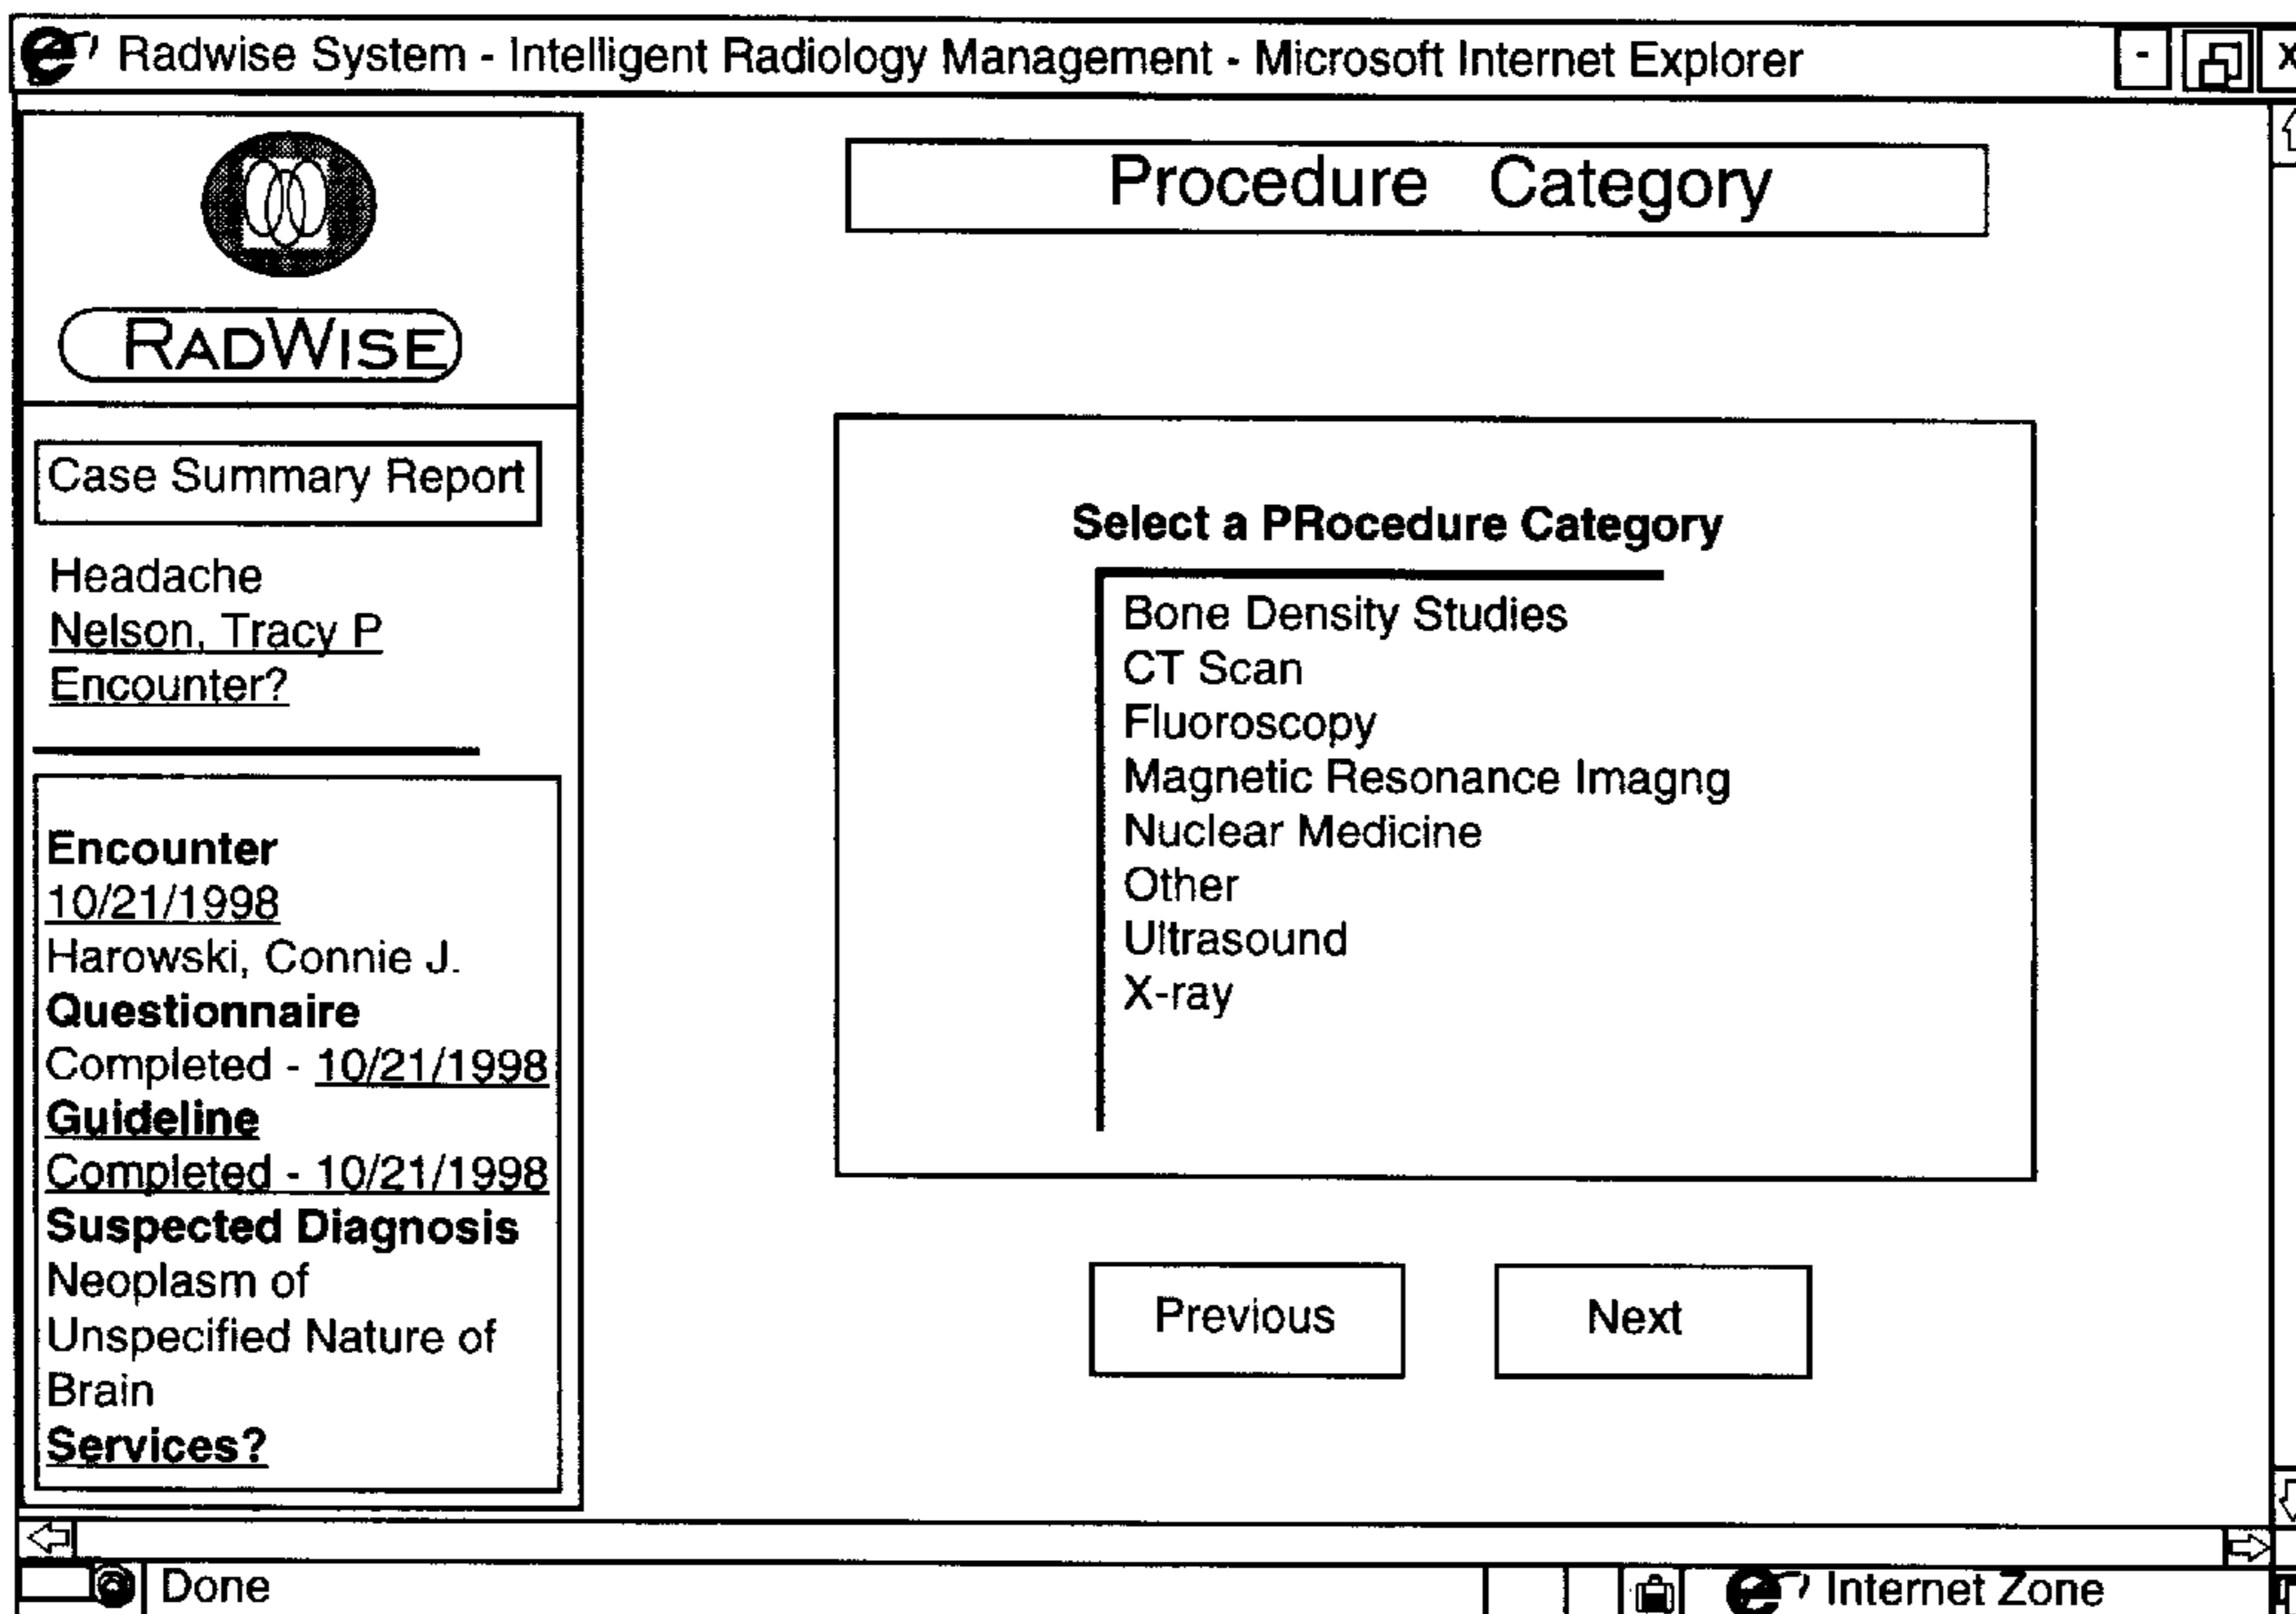 Radwise System - Intelligent Radiology Management - Microsoft Internet Explorer
-
X
RADWISE
Case Summary Report
Headache
Nelson, Tracy P
Encounter?
Encounter
10/21/1998
Harowski, Connie J.
Questionnaire
Completed - 10/21/1998
Guideline
Completed - 10/21/1998
Suspected Diagnosis
Neoplasm of
Unspecified Nature of
Brain
Services?
Procedure Category
Select a PRocedure Category
Bone Density Studies
CT Scan
Fluoroscopy
Magnetic Resonance Imagng
Nuclear Medicine
Other
Ultrasound
X-ray
Previous
Next
Done
Internet Zone